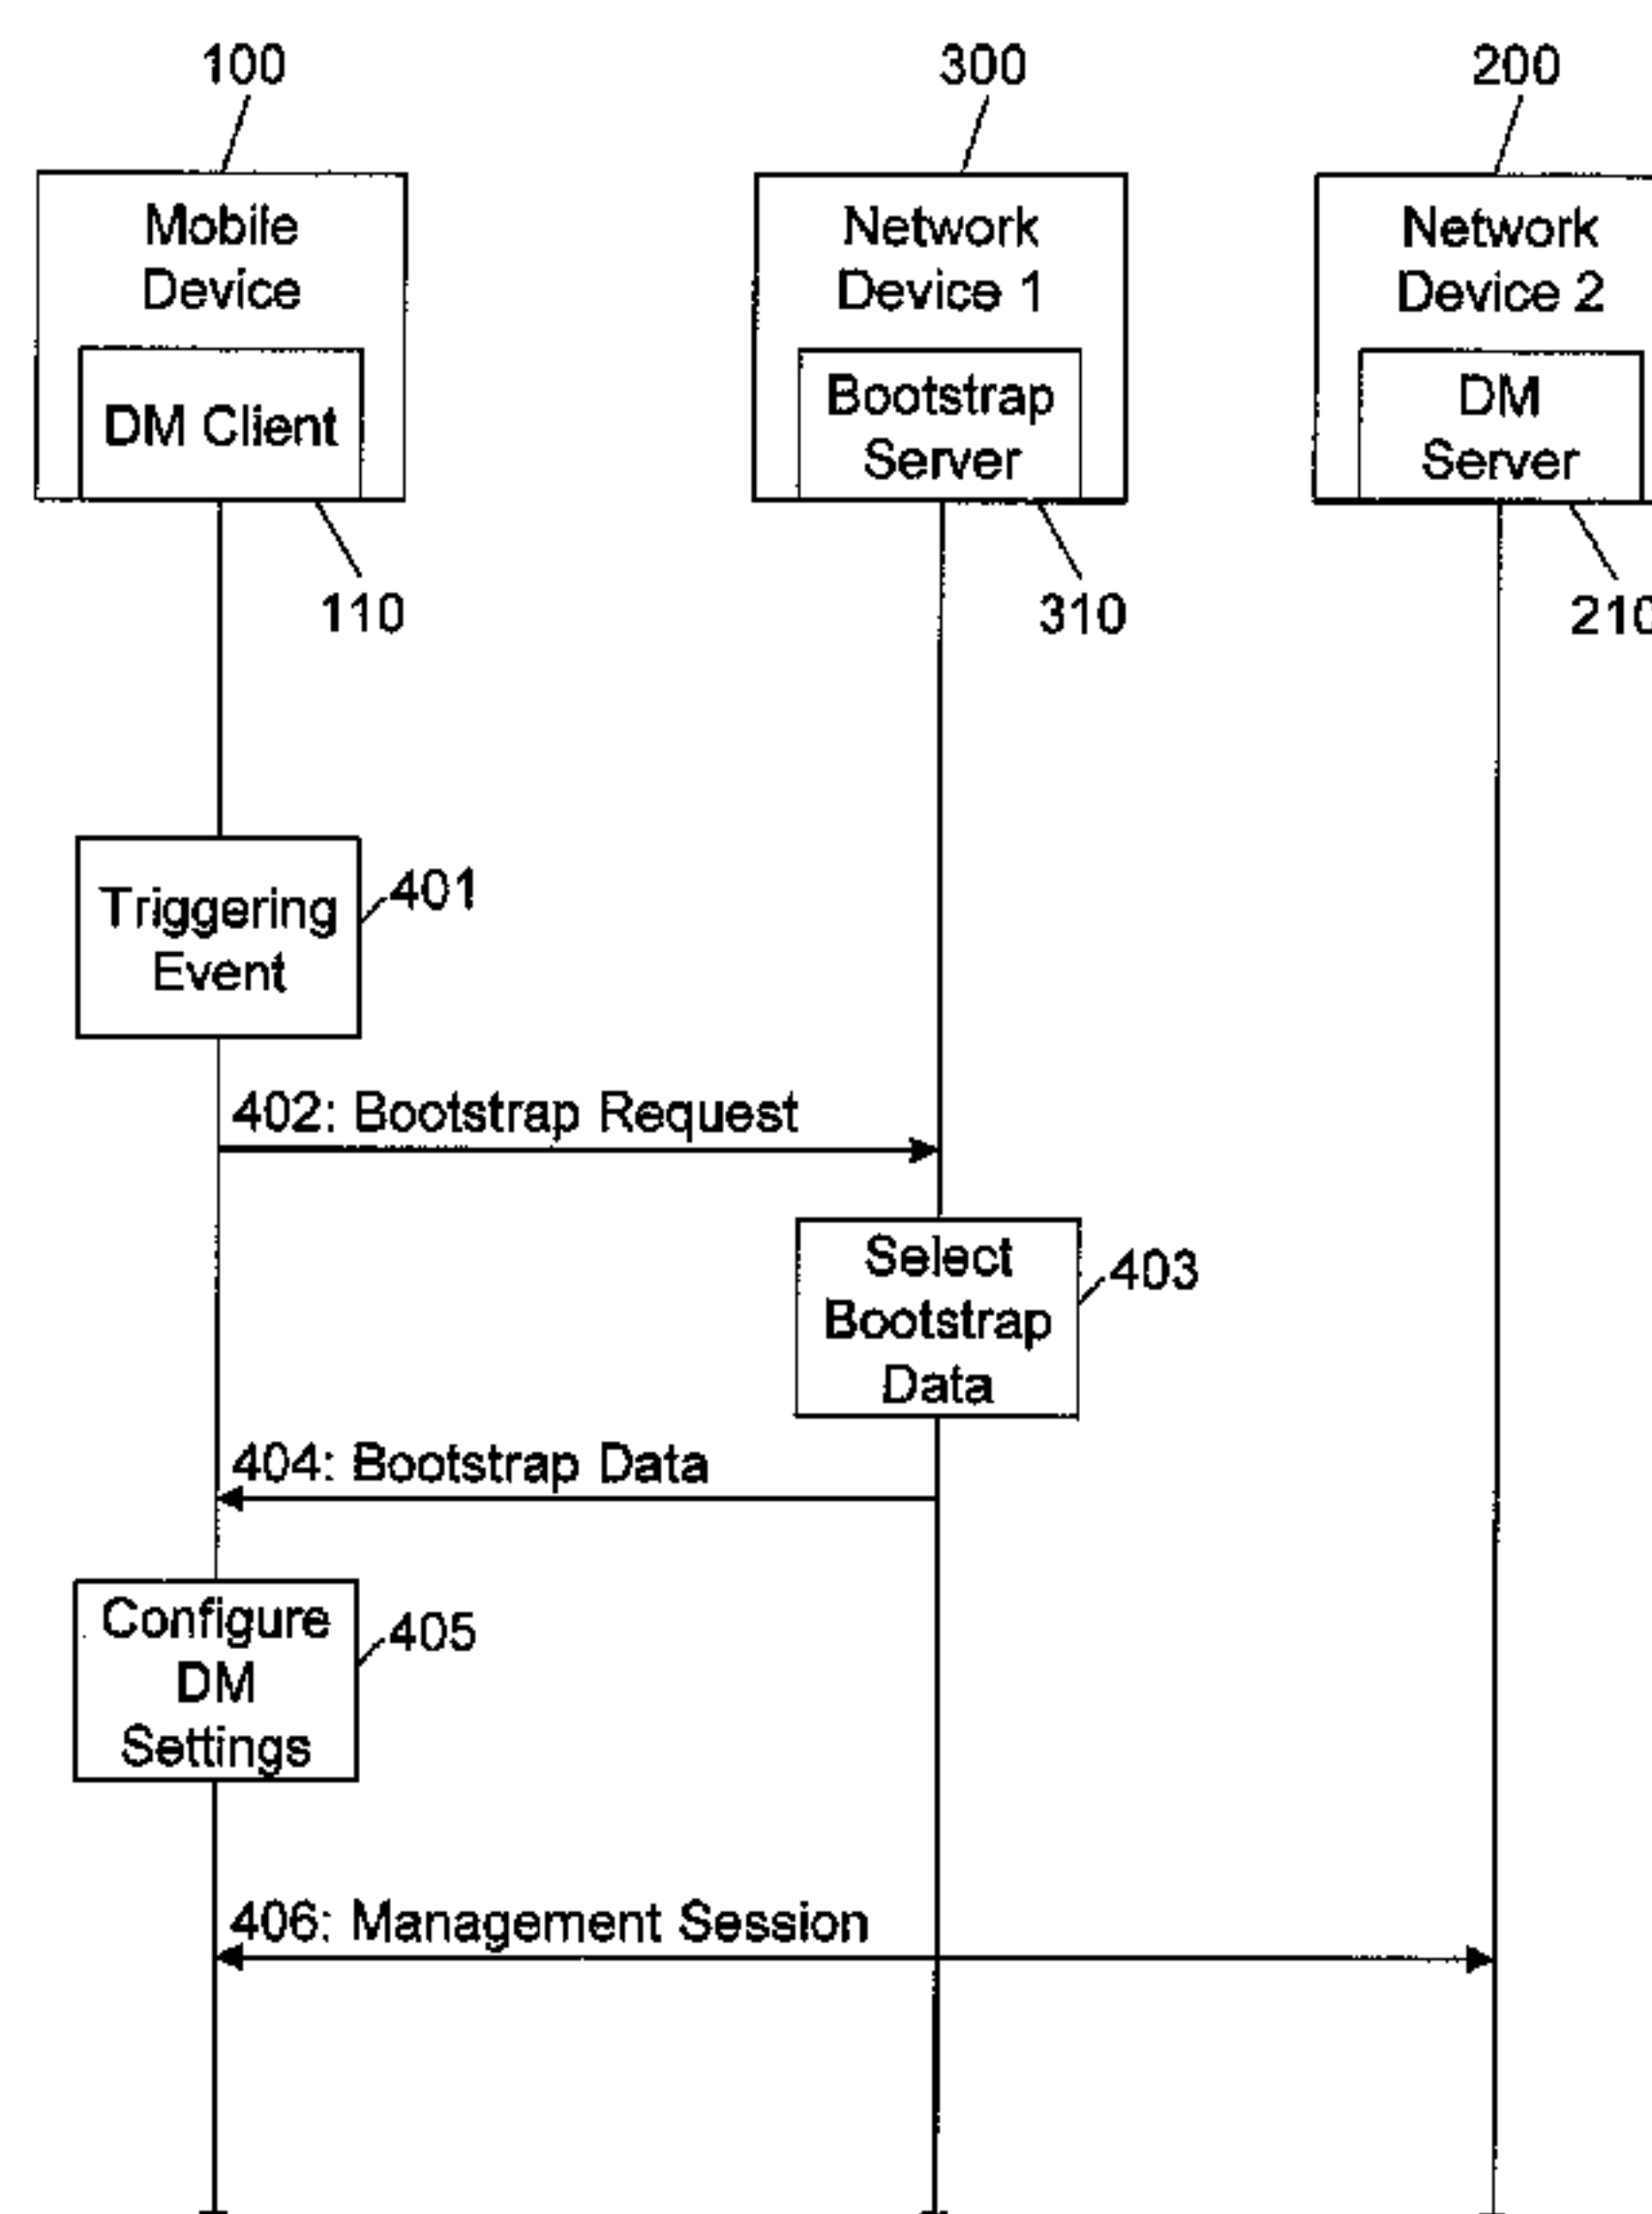 100
300
200
Mobile
Device
DM Client
Network
Device 1
Bootstrap
Server
Network
Device 2
DM
Server
110
310
210
Triggering
Event
401
402: Bootstrap Request
Select
Bootstrap
Data
403
404: Bootstrap Data
Configure
DM
Settings
405
406: Management Session